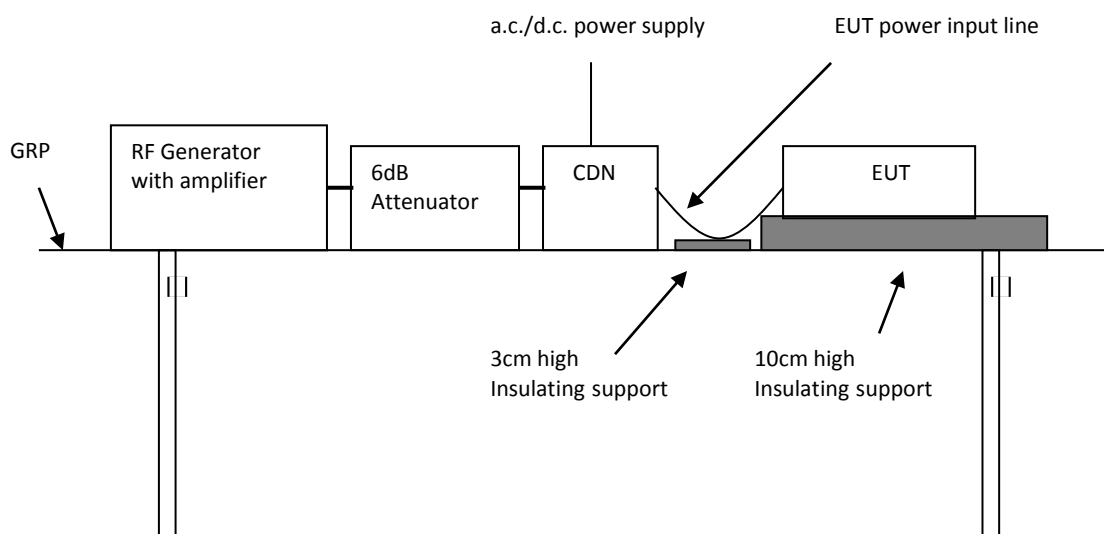 a.c./d.c. power supply
EUT power input line
GRP
RF Generator
with amplifier
6dB
Attenuator
CDN
EUT
3cm high
Insulating support
10cm high
Insulating support